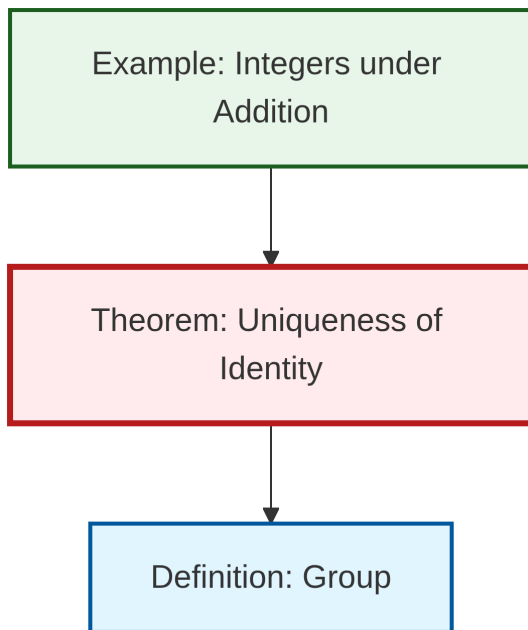 Example: Integers under
Addition
Theorem: Uniqueness of
Identity
Definition: Group